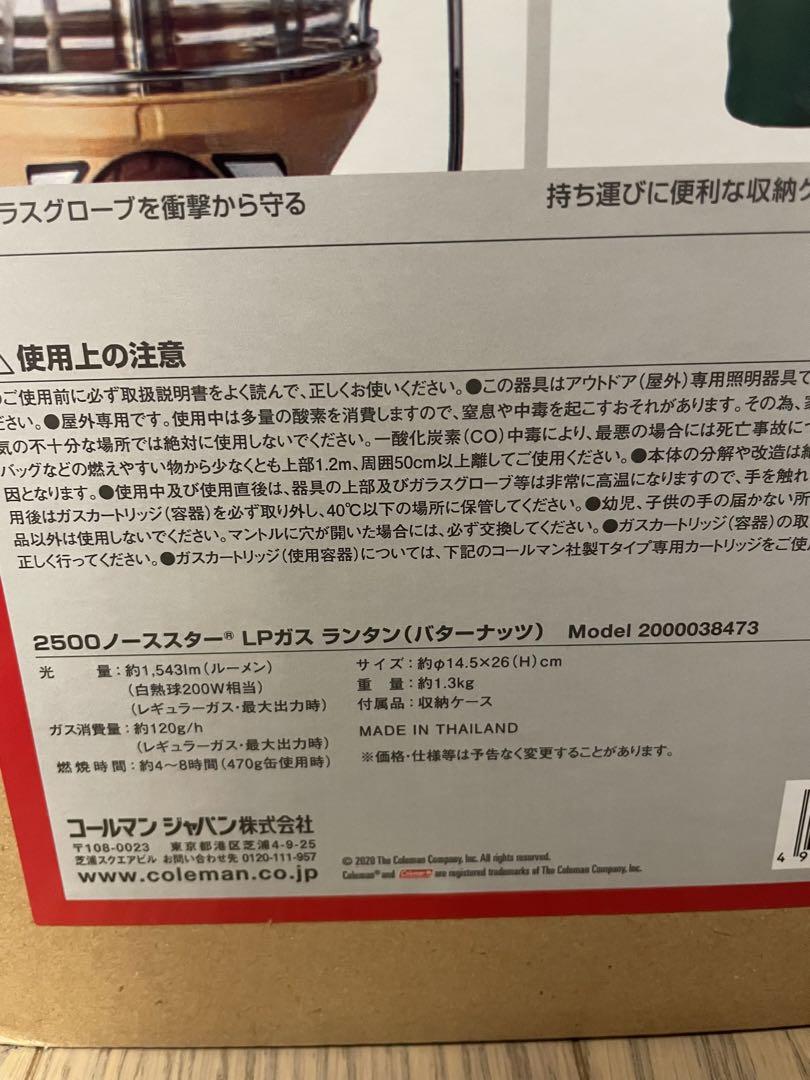 ラスグローブを衝撃から守る
持ち運びに便利な収納ケ
使用上の注意
ご使用前に必ず取扱説明書をよく読んで、正しくお使いください。●この器具はアウトドア(屋外)専用照明器具で
ださい。●屋外専用です。使用中は多量の酸素を消費しますので、窒息や中毒を起こすおそれがあります。その為、
気の不十分な場所では絶対に使用しないでください。一酸化炭素(CO)中毒により、最悪の場合には死亡事故につ
バッグなどの燃えやすい物から少なくとも上部1.2m、周囲50cm以上離してご使用ください。●本体の分解や改造は絶
因となります。●使用中及び使用直後は、器具の上部及びガラスグローブ等は非常に高温になりますので、手を触れ
用後はガスカートリッジ(容器)を必ず取り外し、40℃以下の場所に保管してください。●幼児、子供の手の届かない所
品以外は使用しないでください。マントルに穴が開いた場合には、必ず交換してください。●ガスカートリッジ(容器)の取
正しく行ってください。●ガスカートリッジ(使用容器)については、下記のコールマン社製Tタイプ専用カートリッジをご使
2500ノーススター® LPガス ランタン(バターナッツ) Model 2000038473
光 量:約1,543lm(ルーメン)
(白熱球200W相当)
(レギュラーガス・最大出力時)
ガス消費量:約120g/h
(レギュラーガス・最大出力時)
燃焼時間:約4〜8時間(470g缶使用時)
サイズ:約φ14.5×26(H)cm
重 量:約1.3kg
付属品:収納ケース
MADE IN THAILAND
※価格・仕様等は予告なく変更することがあります。
コールマン ジャパン株式会社
〒108-0023 東京都港区芝浦4-9-25
芝浦スクエアビル お問い合わせ先 0120-111-957
www.coleman.co.jp
© 2020 The Coleman Company, Inc. All rights reserved.
Coleman® and Coleman® are registered trademarks of The Coleman Company, Inc.
4 9